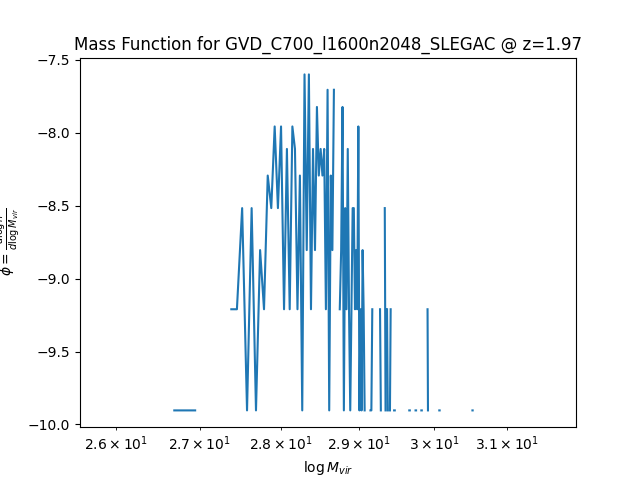 Mass Function for GVD_C700_l1600n2048_SLEGAC @ z=1.97
−7.5
−8.0
−8.5
−9.0
−9.5
−10.0
2.6 × 10¹
2.7 × 10¹
2.8 × 10¹
2.9 × 10¹
3 × 10¹
3.1 × 10¹
log M_vir